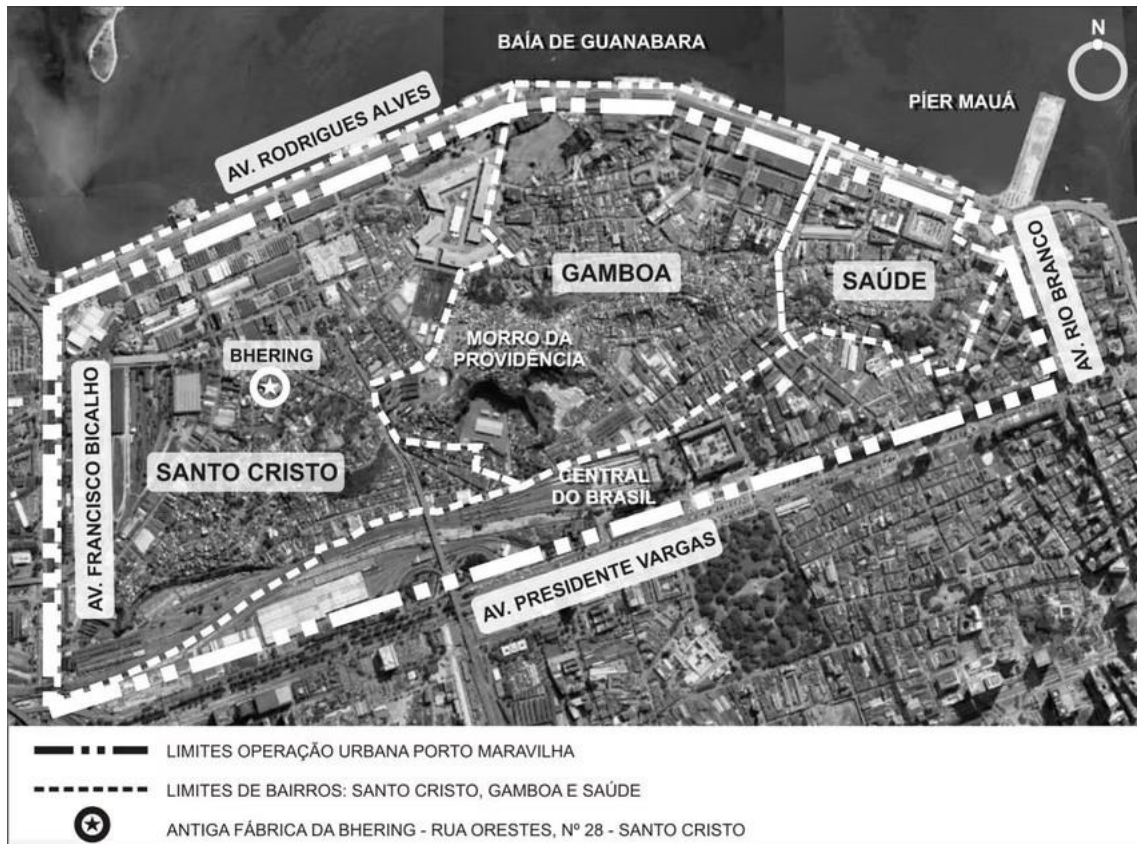 BAÍA DE GUANABARA
N
PÍER MAUÁ
AV. RODRIGUES ALVES
GAMBOA
SAÚDE
AV. RIO BRANCO
MORRO DA
PROVIDÊNCIA
BHERING
AV. FRANCISCO BICALHO
SANTO CRISTO
CENTRAL
DO BRASIL
AV. PRESIDENTE VARGAS
LIMITES OPERAÇÃO URBANA PORTO MARAVILHA
LIMITES DE BAIRROS: SANTO CRISTO, GAMBOA E SAÚDE
ANTIGA FÁBRICA DA BHERING - RUA ORESTES, Nº 28 - SANTO CRISTO